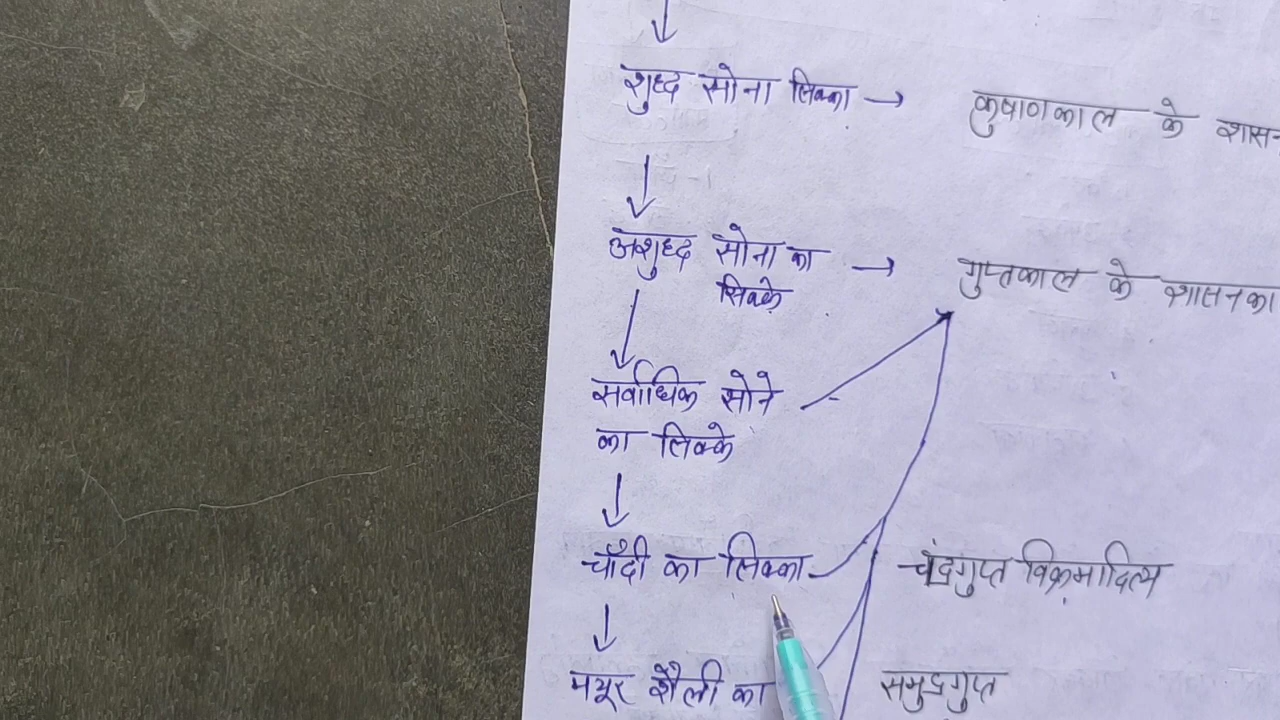 शुध्द सोना सिक्का → कुषाणकाल के
अशुध्द सोना का → गुप्तकाल के शासनका
सिक्के
सर्वाधिक सोने
का सिक्के
चाँदी का सिक्का चंद्रगुप्त विक्रमादित्य
मयूर शैली का समुद्रगुप्त